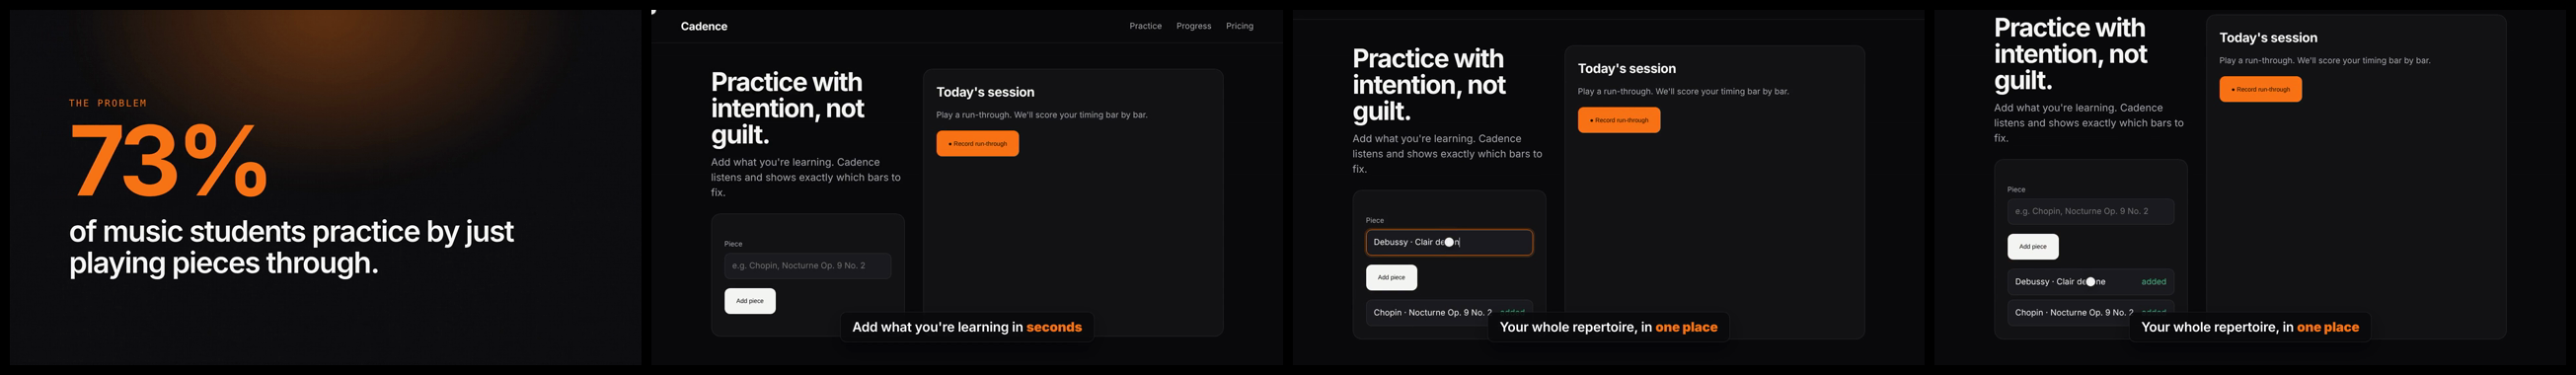 THE PROBLEM
73%
of music students practice by just
playing pieces through.
Cadence
Practice Progress Pricing
Practice with
intention, not
guilt.
Add what you're learning. Cadence
listens and shows exactly which bars to
fix.
Piece
e.g. Chopin, Nocturne Op. 9 No. 2
Add piece
Today's session
Play a run-through. We'll score your timing bar by bar.
● Record run-through
Add what you're learning in seconds
Practice with
intention, not
guilt.
Add what you're learning. Cadence
listens and shows exactly which bars to
fix.
Piece
Debussy · Clair
Add piece
Chopin · Nocturne Op. 9 No. 2 added
Today's session
Play a run-through. We'll score your timing bar by bar.
● Record run-through
Your whole repertoire, in one place
Practice with
intention, not
guilt.
Add what you're learning. Cadence
listens and shows exactly which bars to
fix.
Piece
e.g. Chopin, Nocturne Op. 9 No. 2
Add piece
Debussy · Clair added
Chopin · Nocturne Op. 9 No. 2
Today's session
Play a run-through. We'll score your timing bar by bar.
● Record run-through
Your whole repertoire, in one place